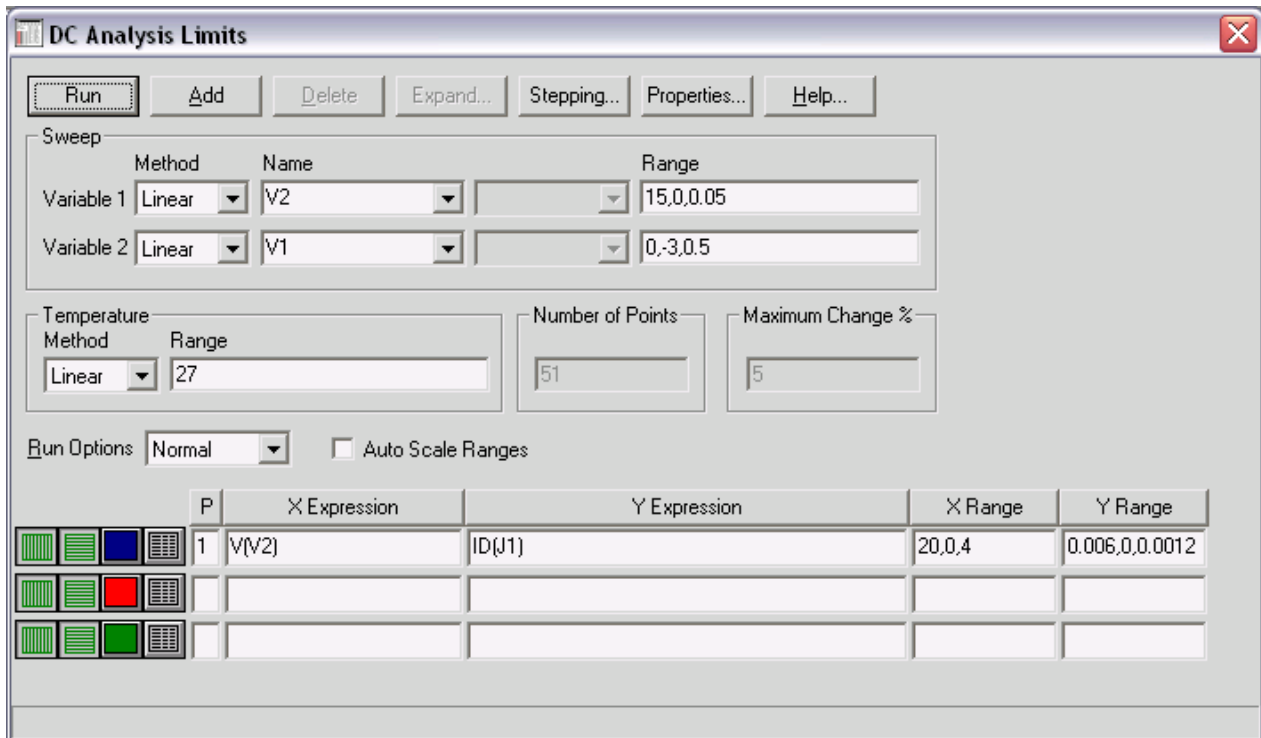 DC Analysis Limits
Run Add Delete Expand... Stepping... Properties... Help...
Sweep
Method Name Range
Variable 1 Linear V2 15,0,0.05
Variable 2 Linear V1 0,-3,0.5
Temperature Number of Points Maximum Change %
Method Range
Linear 27 51 5
Run Options Normal Auto Scale Ranges
P X Expression Y Expression X Range Y Range
1 V(V2) ID(J1) 20,0,4 0.006,0,0.0012